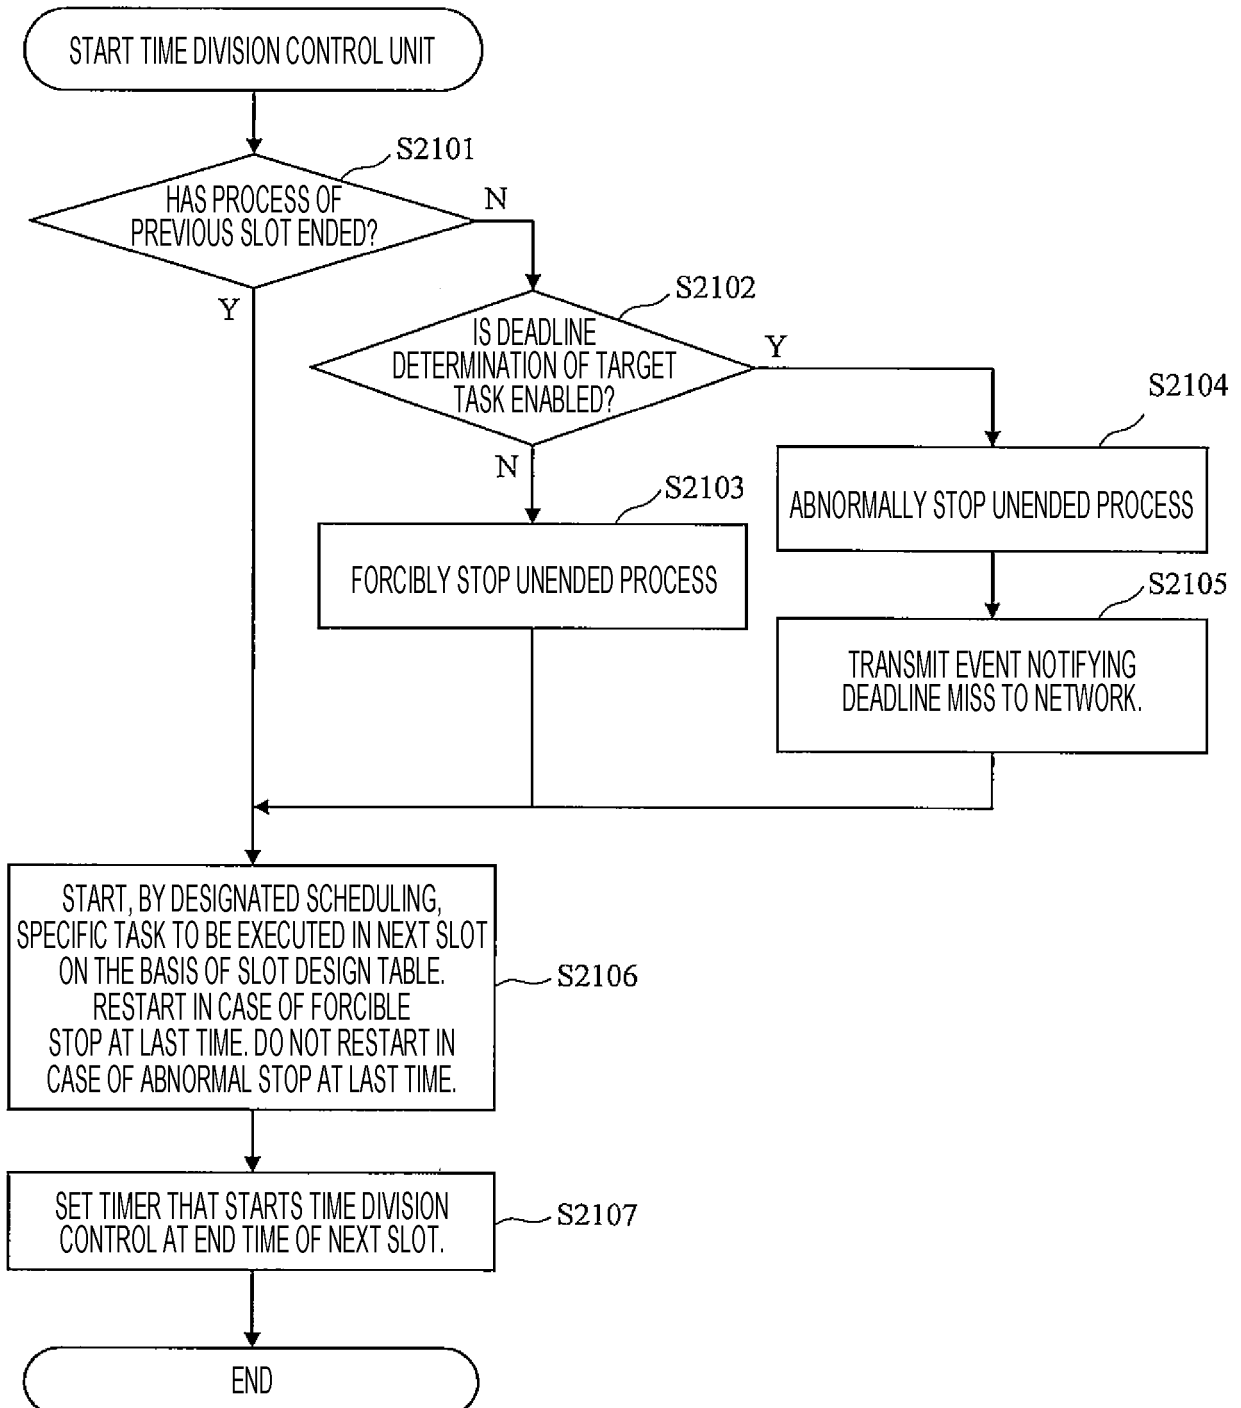 START TIME DIVISION CONTROL UNIT
S2101
HAS PROCESS OF
PREVIOUS SLOT ENDED?
N
Y
S2102
IS DEADLINE
DETERMINATION OF TARGET
TASK ENABLED?
Y
N
S2104
ABNORMALLY STOP UNENDED PROCESS
S2103
FORCIBLY STOP UNENDED PROCESS
S2105
TRANSMIT EVENT NOTIFYING
DEADLINE MISS TO NETWORK.
START, BY DESIGNATED SCHEDULING,
SPECIFIC TASK TO BE EXECUTED IN NEXT SLOT
ON THE BASIS OF SLOT DESIGN TABLE.
RESTART IN CASE OF FORCIBLE
STOP AT LAST TIME. DO NOT RESTART IN
CASE OF ABNORMAL STOP AT LAST TIME.
S2106
SET TIMER THAT STARTS TIME DIVISION
CONTROL AT END TIME OF NEXT SLOT.
S2107
END